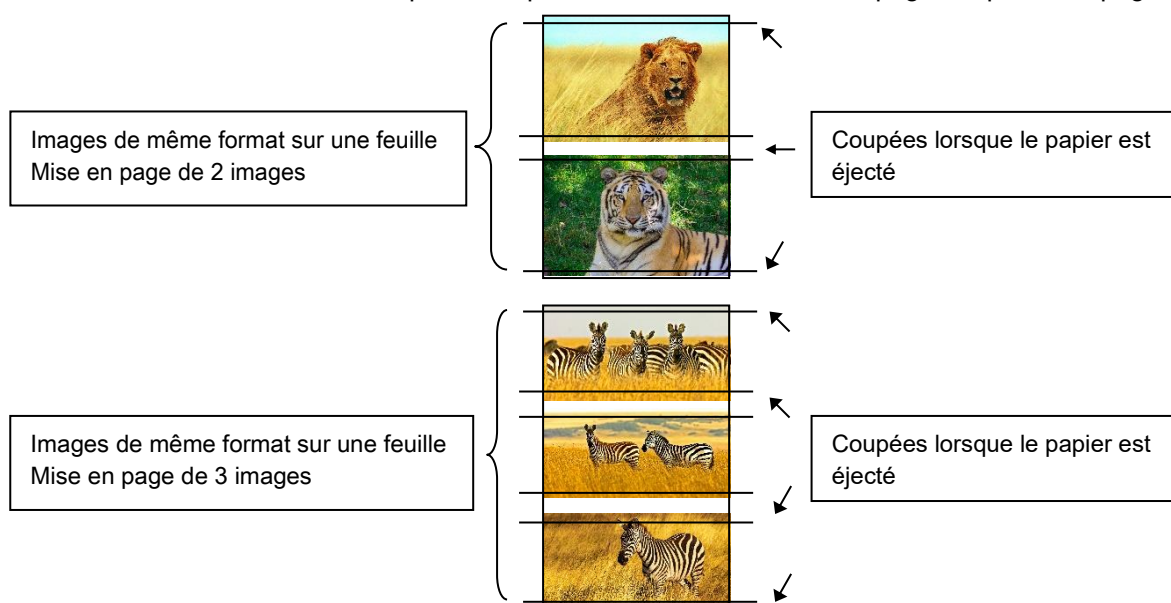 Images de même format sur une feuille
Mise en page de 2 images
Coupées lorsque le papier est
éjecté
Images de même format sur une feuille
Mise en page de 3 images
Coupées lorsque le papier est
éjecté